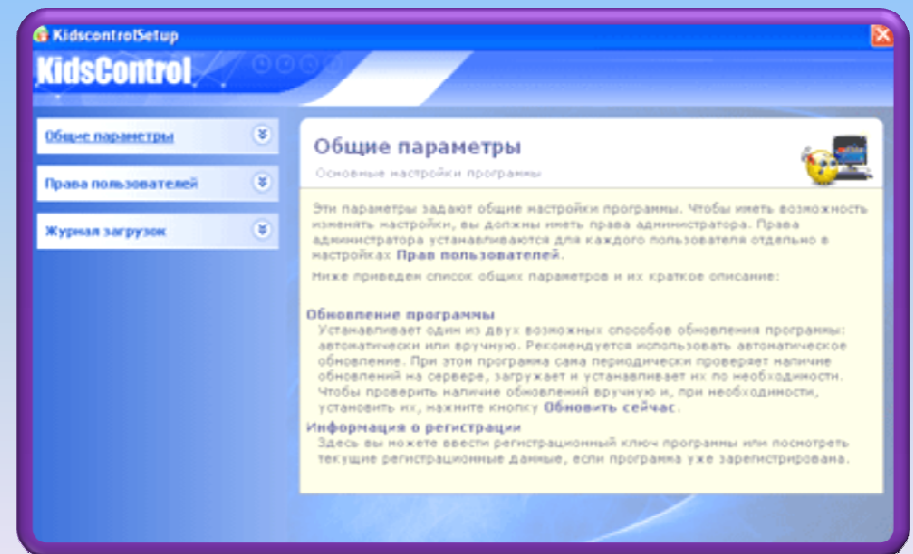 KidscontrolSetup
KidsControl
Общие параметры
Права пользователей
Журнал загрузок
Общие параметры
Основные настройки программы
Эти параметры задают общие настройки программы. Чтобы иметь возможность
изменять настройки, вы должны иметь права администратора. Права
администратора устанавливаются для каждого пользователя отдельно в
настройках Прав пользователей.
Ниже приведен список общих параметров и их краткое описание:
Обновление программы
Устанавливает один из двух возможных способов обновления программы:
автоматически или вручную. Рекомендуется использовать автоматическое
обновление. При этом программа сама периодически проверяет наличие
обновлений на сервере, загружает и устанавливает их по необходимости.
Чтобы проверить наличие обновлений вручную и, при необходимости,
установить их, нажмите кнопку Обновить сейчас.
Информация о регистрации
Здесь вы можете ввести регистрационный ключ программы или посмотреть
текущие регистрационные данные, если программа уже зарегистрирована.